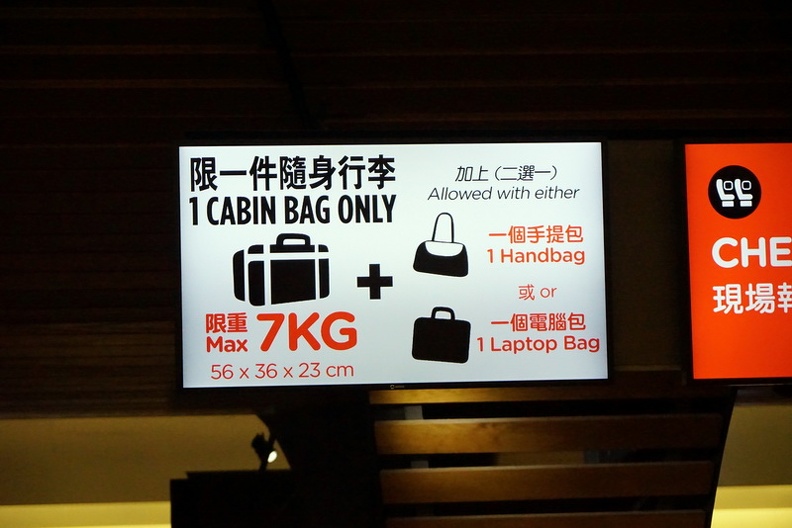 限一件隨身行李
1 CABIN BAG ONLY
限重
Max
7KG
56 x 36 x 23 cm
+
加上 (二選一)
Allowed with either
一個手提包
1 Handbag
或 or
一個電腦包
1 Laptop Bag
CHE
現場